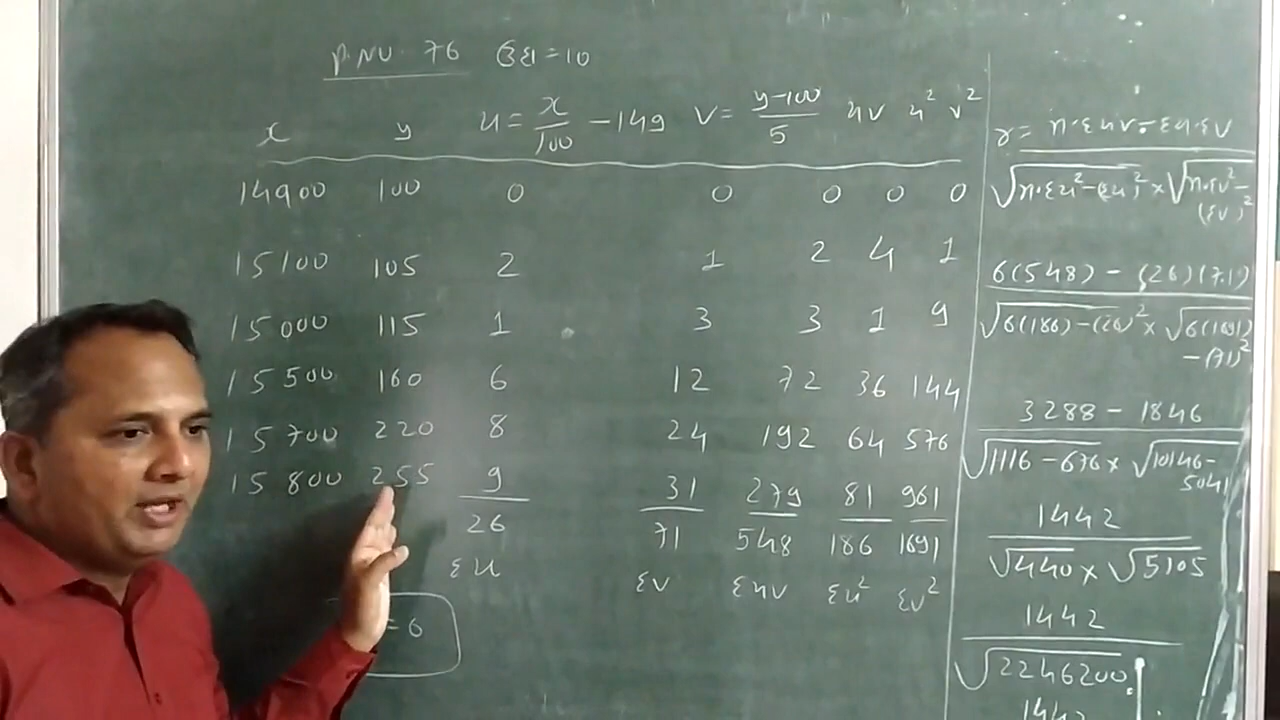 P.NU. 76 ઉદા=10
x y u = x/100 - 149 v = y-100/5 uv u² v²
14900 100 0 0 0 0 0
15100 105 2 1 2 4 1
15000 115 1 3 3 1 9
15500 160 6 12 72 36 144
15700 220 8 24 192 64 576
15800 255 9 31 279 81 961
26 71 548 186 1691
Σu Σv Σuv Σu² Σv²
= 6
r = n·Σuv - Σu·Σv
√n·Σu²-(Σu)² × √n·Σv² -
(Σv)²
6(548) - (26)(71)
√6(186)-(26)² × √6(1691)
-(71)²
3288 - 1846
√1116-676 × √10146-
5041
1442
√440 × √5105
1442
√2246200
1442